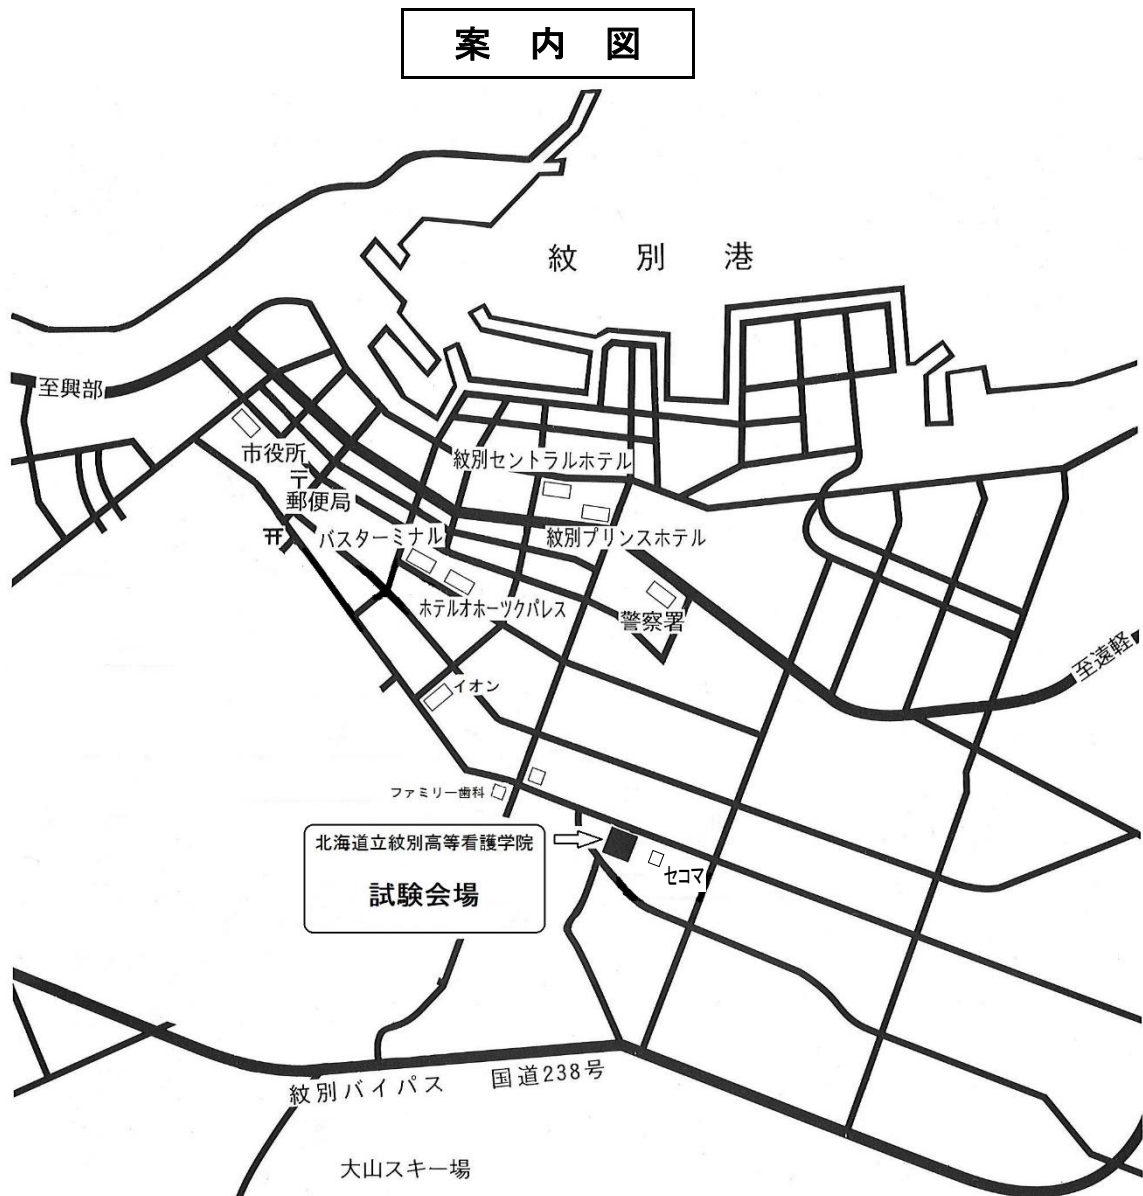 案内図
紋別港
至興部
市役所
〒
郵便局
紋別セントラルホテル
バスターミナル
紋別プリンスホテル
ホテルオホーツクパレス
警察署
至遠軽
イオン
ファミリー歯科
北海道立紋別高等看護学院
試験会場
セコマ
紋別バイパス 国道238号
大山スキー場